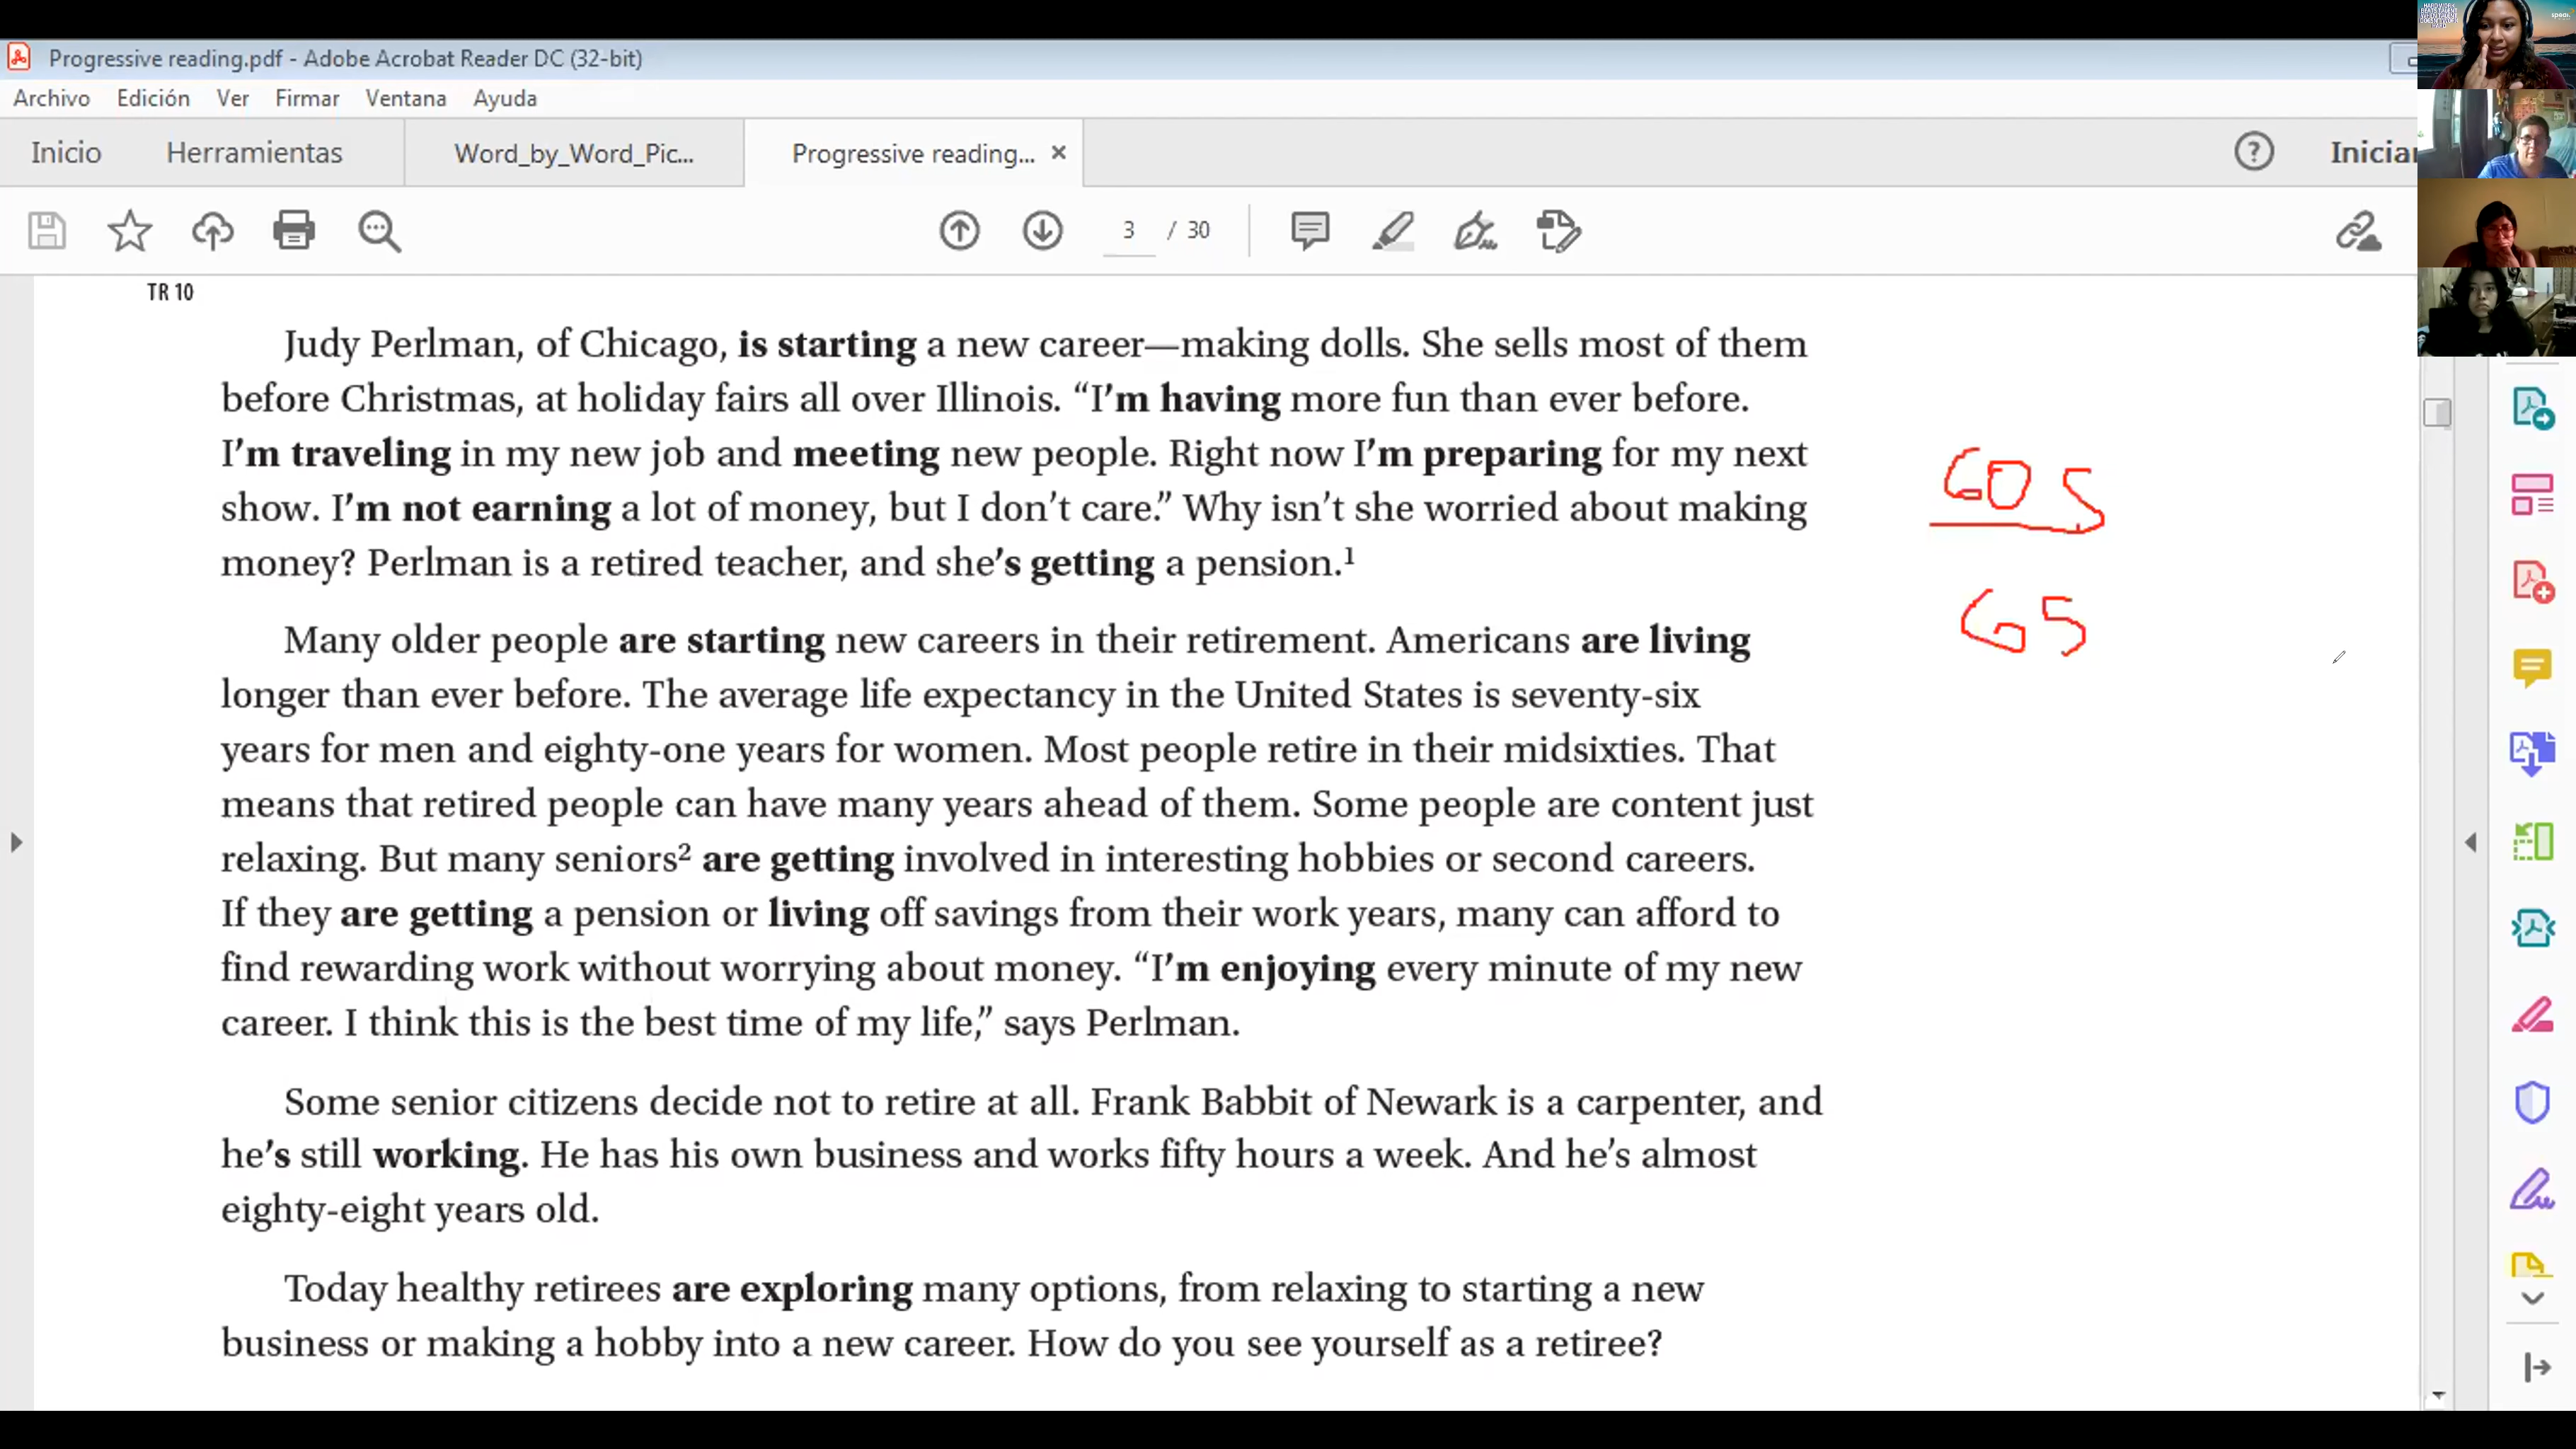 Progressive reading.pdf - Adobe Acrobat Reader DC (32-bit)
Archivo Edición Ver Firmar Ventana Ayuda
Inicio Herramientas Word_by_Word_Pic... Progressive reading... Iniciar
3 / 30
TR 10
Judy Perlman, of Chicago, is starting a new career—making dolls. She sells most of them
before Christmas, at holiday fairs all over Illinois. “I’m having more fun than ever before.
I’m traveling in my new job and meeting new people. Right now I’m preparing for my next
show. I’m not earning a lot of money, but I don’t care.” Why isn’t she worried about making
money? Perlman is a retired teacher, and she’s getting a pension.¹
60 S
65
Many older people are starting new careers in their retirement. Americans are living
longer than ever before. The average life expectancy in the United States is seventy-six
years for men and eighty-one years for women. Most people retire in their midsixties. That
means that retired people can have many years ahead of them. Some people are content just
relaxing. But many seniors² are getting involved in interesting hobbies or second careers.
If they are getting a pension or living off savings from their work years, many can afford to
find rewarding work without worrying about money. “I’m enjoying every minute of my new
career. I think this is the best time of my life,” says Perlman.
Some senior citizens decide not to retire at all. Frank Babbit of Newark is a carpenter, and
he’s still working. He has his own business and works fifty hours a week. And he’s almost
eighty-eight years old.
Today healthy retirees are exploring many options, from relaxing to starting a new
business or making a hobby into a new career. How do you see yourself as a retiree?